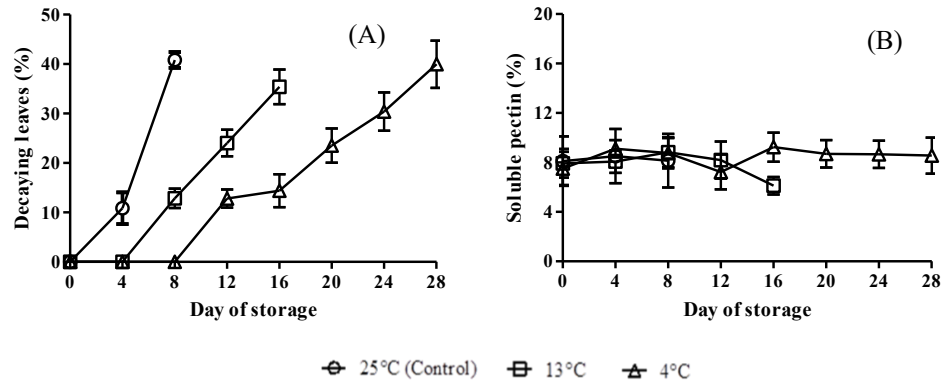 (A)
Decaying leaves (%)
50
40
30
20
10
0
0 4 8 12 16 20 24 28
Day of storage
(B)
Soluble pectin (%)
20
16
12
8
4
0
0 4 8 12 16 20 24 28
Day of storage
25°C (Control) 13°C 4°C